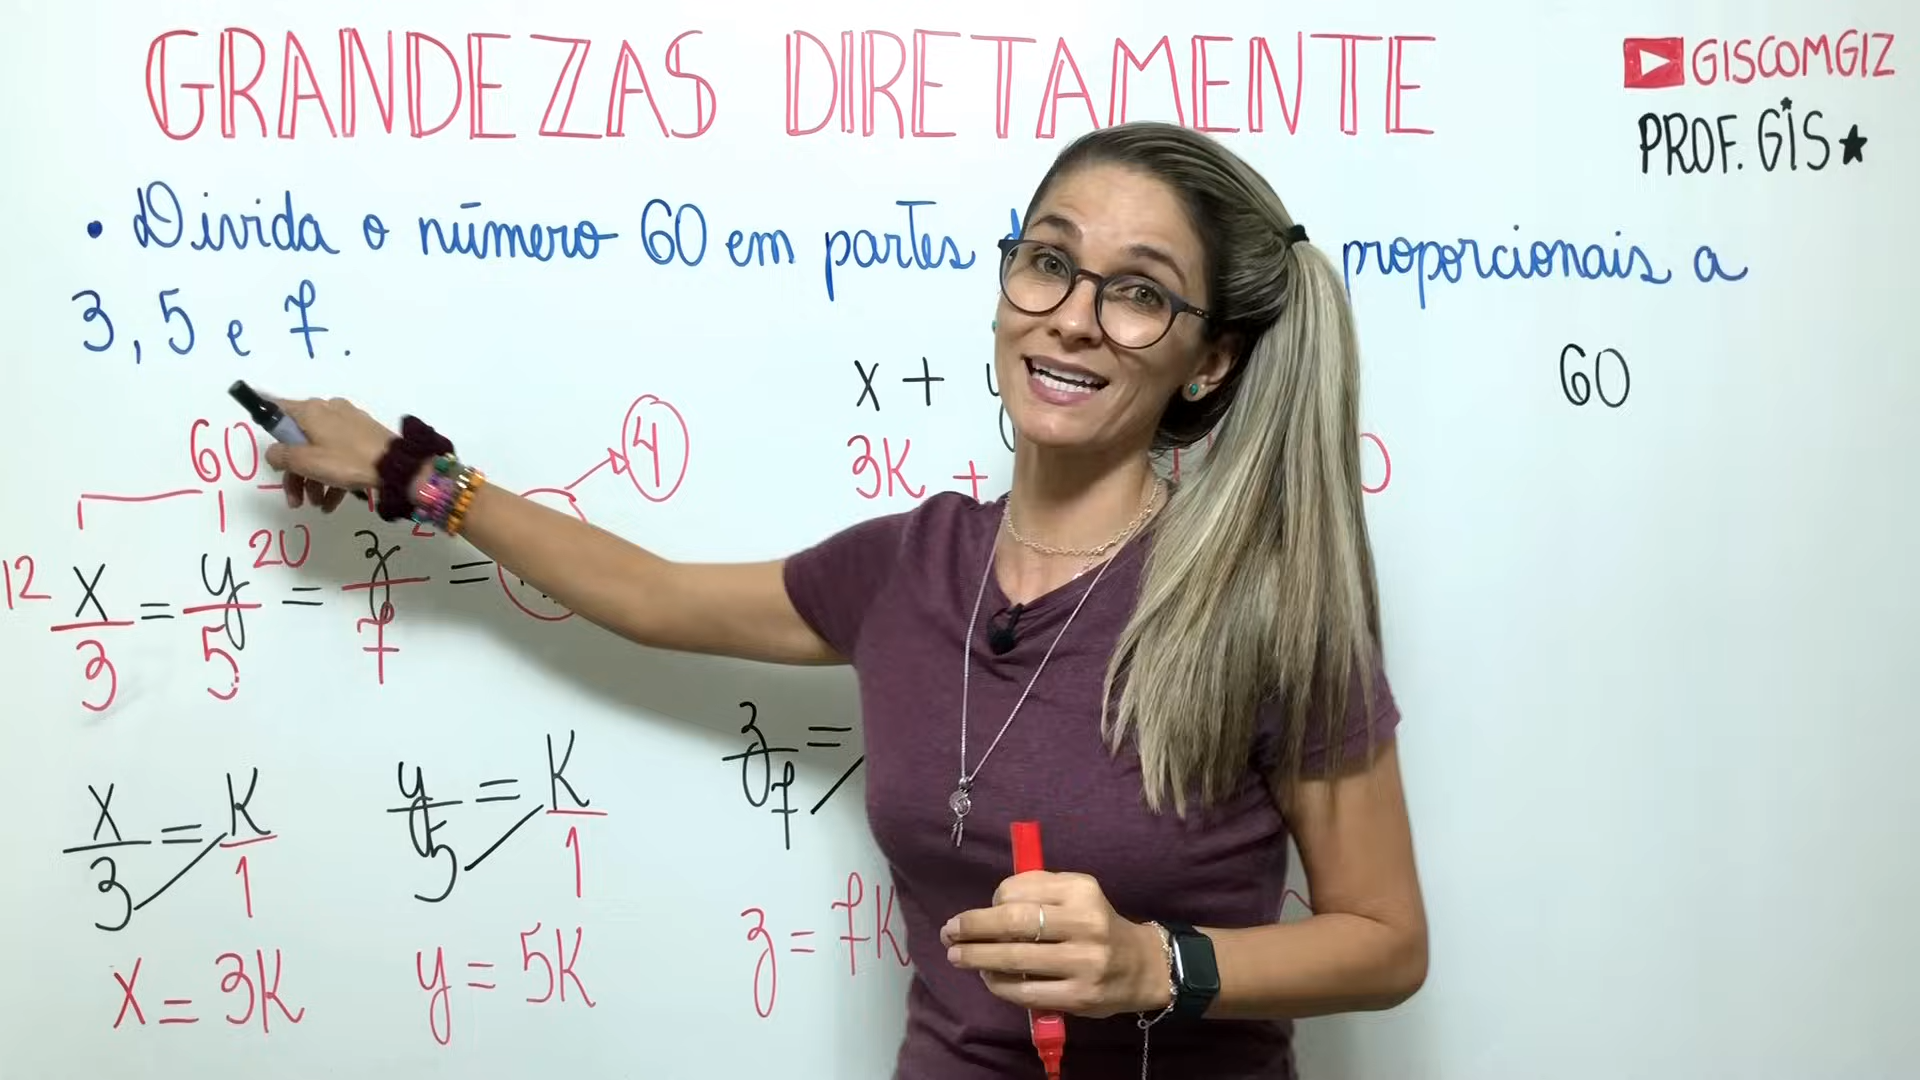 GRANDEZAS DIRETAMENTE
GISCOMGIZ
PROF. GIS
• Divida o número 60 em partes proporcionais a
3, 5 e 7.
x + 60
3K +
60
4
12 x/3 = y/5 20 = z/7 =
x/3 = K/1
y/5 = K/1
z/7 =
x = 3K
y = 5K
z = 7K